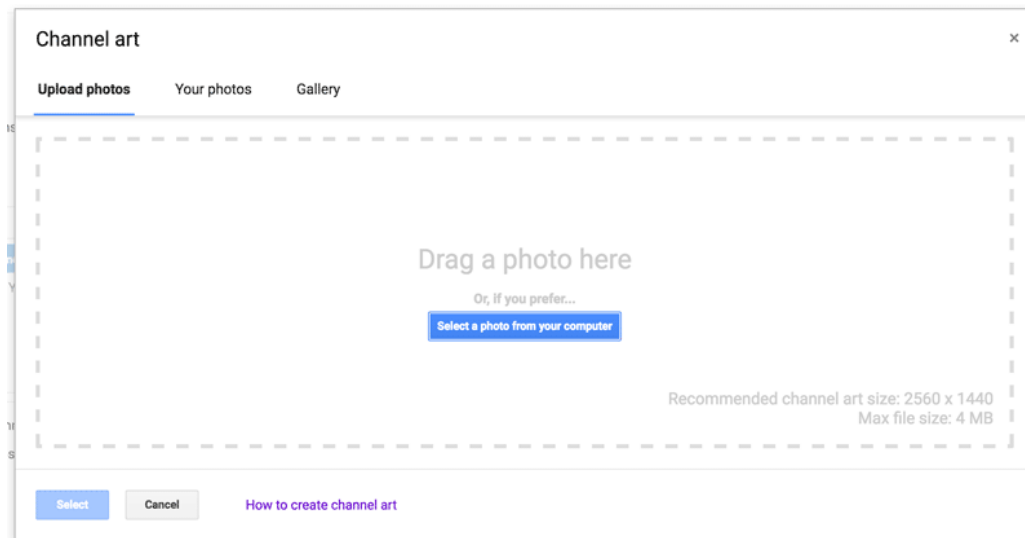 Channel art
×
Upload photos Your photos Gallery
Drag a photo here
Or, if you prefer...
Select a photo from your computer
Recommended channel art size: 2560 x 1440
Max file size: 4 MB
Select Cancel How to create channel art